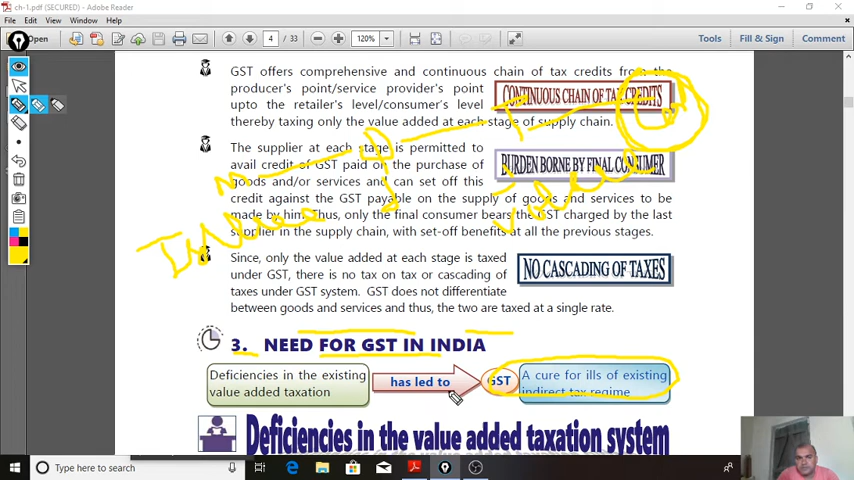 ch-1.pdf (SECURED) - Adobe Reader
File Edit View Window Help
Open
4 / 33
120%
Tools
Fill & Sign
Comment
GST offers comprehensive and continuous chain of tax credits from the
producer's point/service provider's point
upto the retailer's level/consumer's level
thereby taxing only the value added at each stage of supply chain.
CONTINUOUS CHAIN OF TAX CREDITS
The supplier at each stage is permitted to
avail credit of GST paid on the purchase of
goods and/or services and can set off this
credit against the GST payable on the supply of goods and services to be
made by him. Thus, only the final consumer bears the GST charged by the last
supplier in the supply chain, with set-off benefits at all the previous stages.
BURDEN BORNE BY FINAL CONSUMER
Since, only the value added at each stage is taxed
under GST, there is no tax on tax or cascading of
taxes under GST system. GST does not differentiate
between goods and services and thus, the two are taxed at a single rate.
NO CASCADING OF TAXES
3. NEED FOR GST IN INDIA
Deficiencies in the existing
value added taxation
has led to
GST
A cure for ills of existing
indirect tax regime
Deficiencies in the value added taxation system
Type here to search